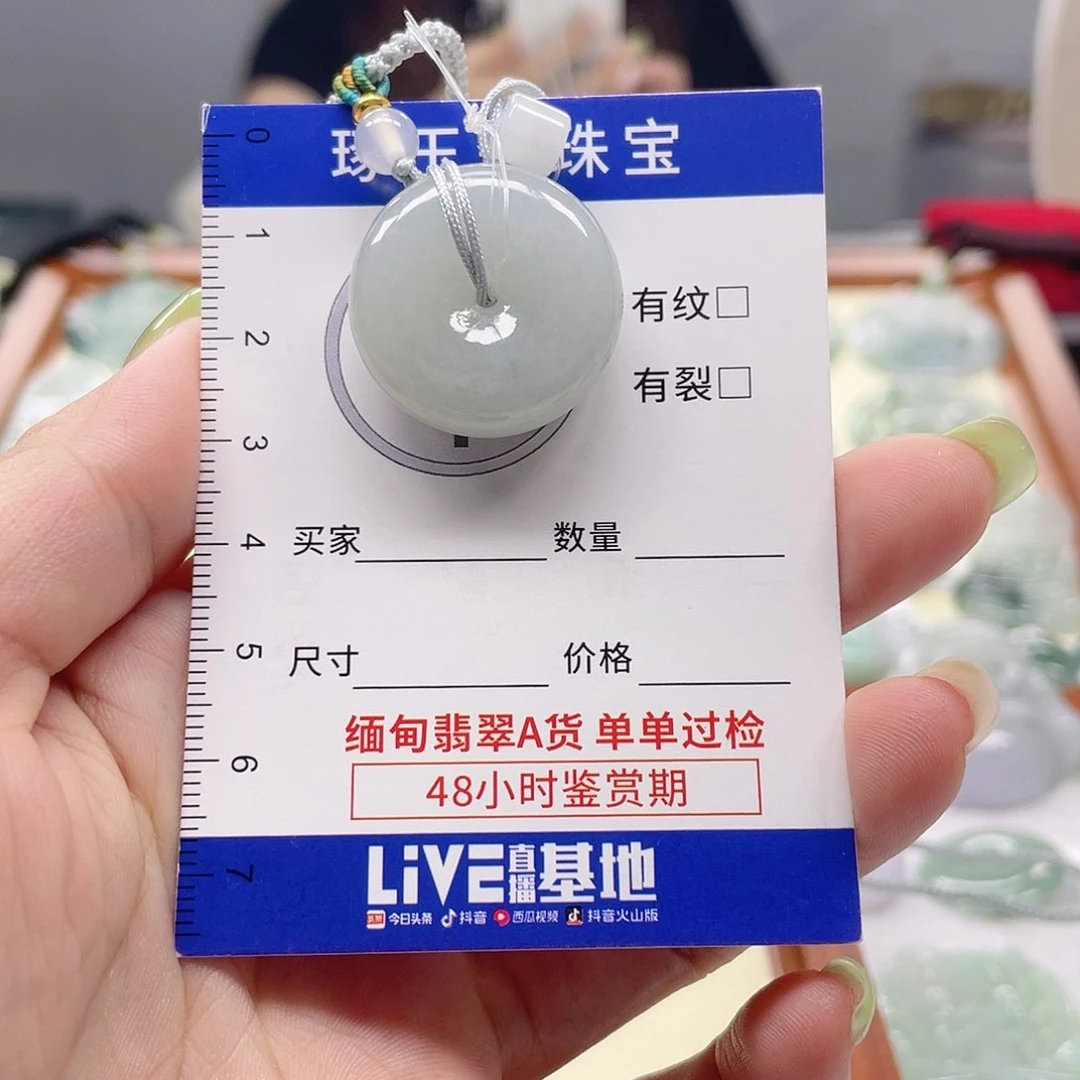 珠宝
0
1
有纹□
2
有裂□
3
4
买家 数量
5
尺寸 价格
缅甸翡翠A货 单单过检
6
48小时鉴赏期
7
LiVE直播基地
今日头条 抖音 西瓜视频 抖音火山版